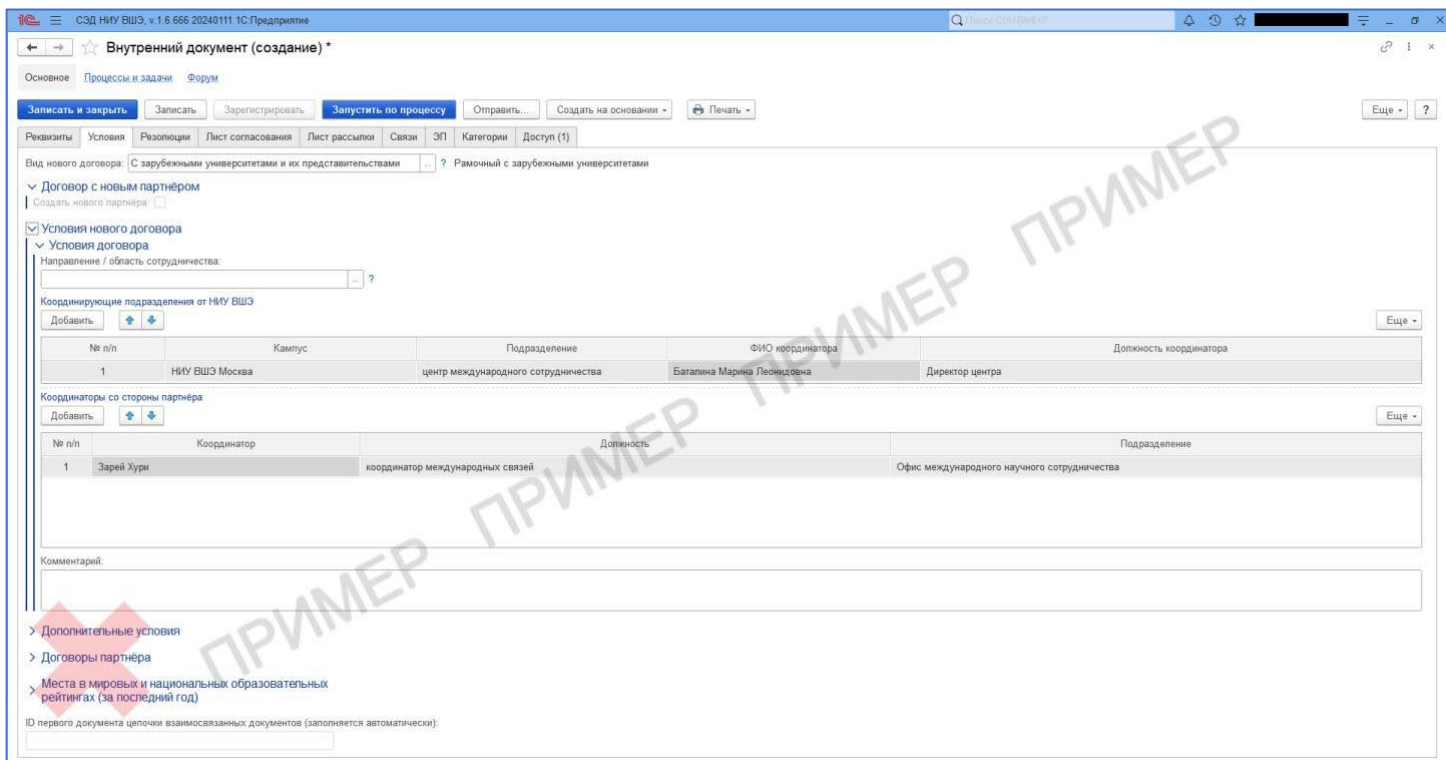 1С СЭД НИУ ВШЭ, v.1.6.666 20240111 1С:Предприятие
Поиск Ctrl+Shift+F
Внутренний документ (создание) *
Основное Процессы и задачи Форум
Записать и закрыть Записать Зарегистрировать Запустить по процессу Отправить... Создать на основании Печать Еще ?
Реквизиты Условия Резолюции Лист согласования Лист рассылки Связи ЭП Категории Доступ (1)
Вид нового договора: С зарубежными университетами и их представительствами ... ? Рамочный с зарубежными университетами
Договор с новым партнёром
Создать нового партнёра:
Условия нового договора
Условия договора
Направление / область сотрудничества:
... ?
Координирующие подразделения от НИУ ВШЭ
Добавить Еще
№ п/п Кампус Подразделение ФИО координатора Должность координатора
1 НИУ ВШЭ Москва центр международного сотрудничества Баталина Марина Леонидовна Директор центра
Координаторы со стороны партнёра
Добавить Еще
№ п/п Координатор Должность Подразделение
1 Зарей Хури координатор международных связей Офис международного научного сотрудничества
Комментарий:
Дополнительные условия
Договоры партнёра
Места в мировых и национальных образовательных
рейтингах (за последний год)
ID первого документа цепочки взаимосвязанных документов (заполняется автоматически):
ПРИМЕР ПРИМЕР ПРИМЕР ПРИМЕР ПРИМЕР